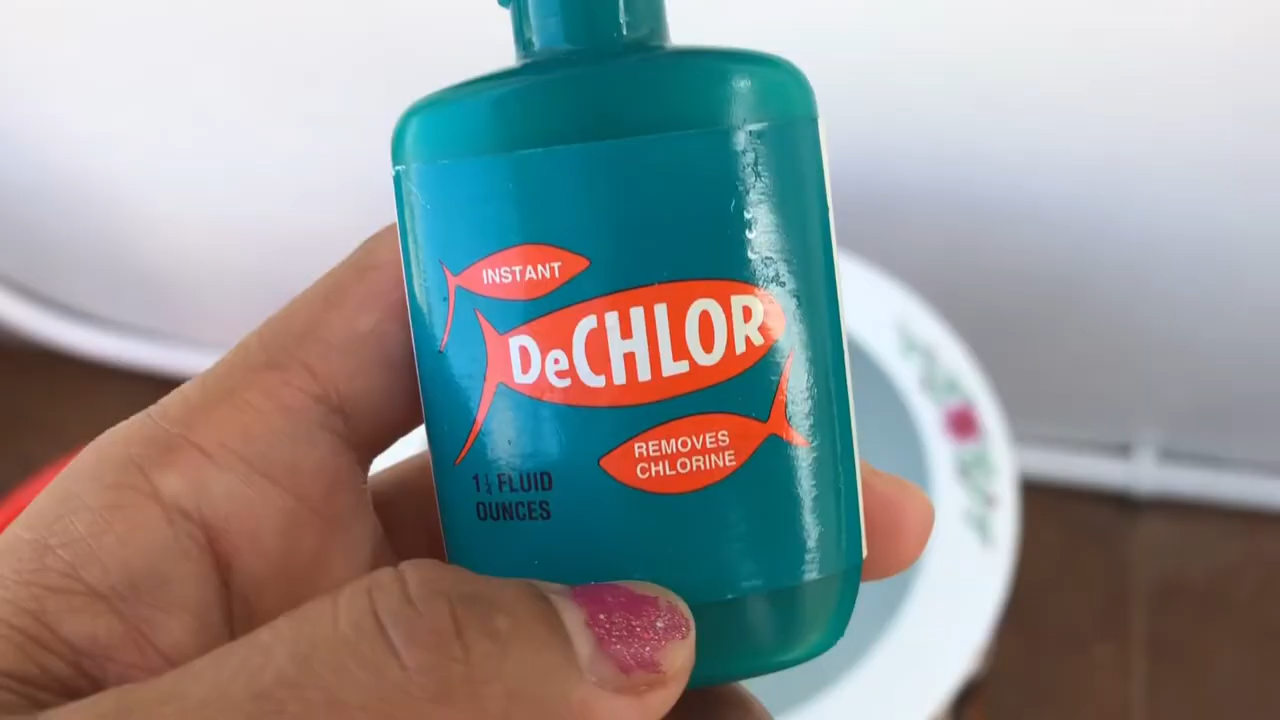 INSTANT
DeCHLOR
REMOVES
CHLORINE
1¼ FLUID
OUNCES